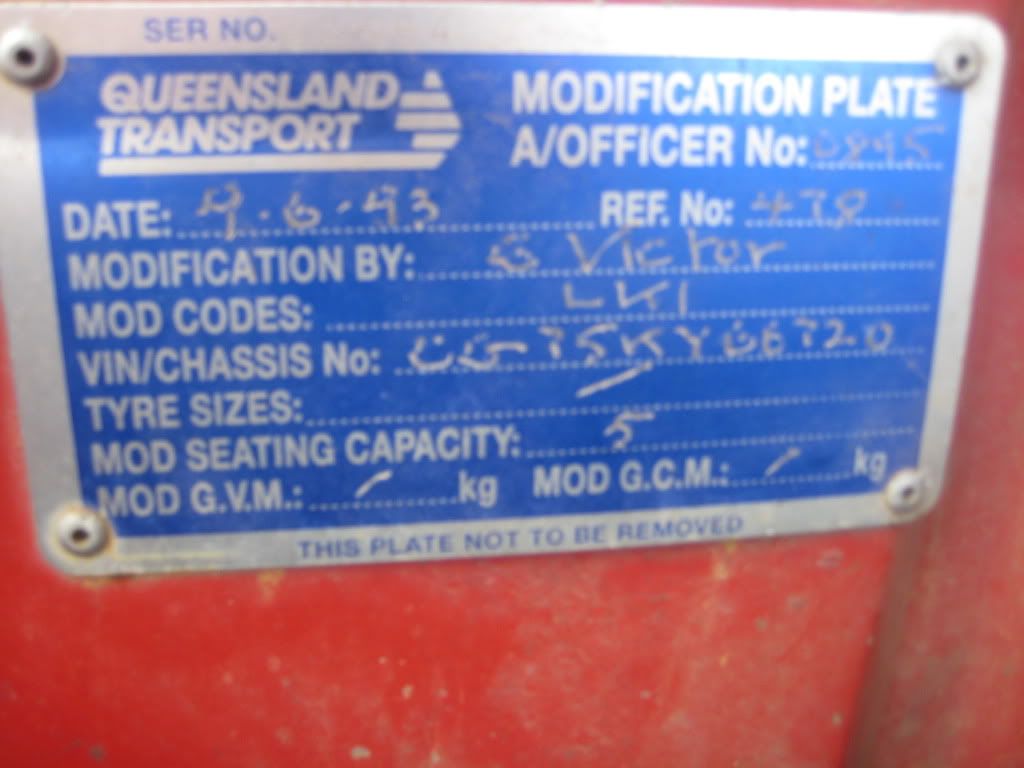 SER NO.
QUEENSLAND TRANSPORT
MODIFICATION PLATE
A/OFFICER No:
DATE: 9.6.93 REF. No: 478
MODIFICATION BY: G Victor
MOD CODES: LK1
VIN/CHASSIS No:
TYRE SIZES: /
MOD SEATING CAPACITY: 5
MOD G.V.M.: / kg MOD G.C.M.: / kg
THIS PLATE NOT TO BE REMOVED